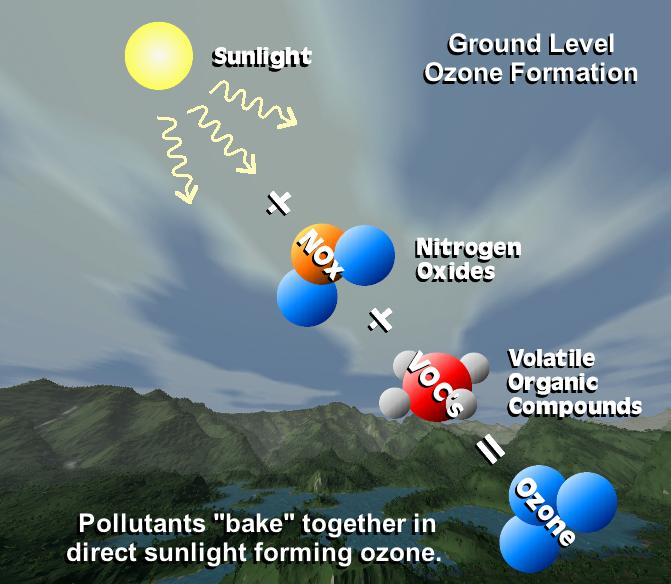 Sunlight
Ground Level
Ozone Formation
+
NOx
Nitrogen
Oxides
+
VOC's
Volatile
Organic
Compounds
=
Ozone
Pollutants "bake" together in
direct sunlight forming ozone.